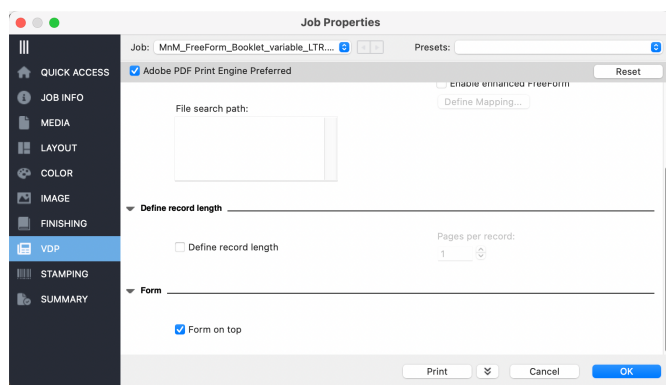 Job Properties
Job: MnM_FreeForm_Booklet_variable_LTR.... Presets:
QUICK ACCESS
Adobe PDF Print Engine Preferred
Reset
JOB INFO
Enable enhanced FreeForm
File search path:
Define Mapping...
MEDIA
LAYOUT
COLOR
IMAGE
Define record length
FINISHING
Pages per record:
VDP
Define record length
1
STAMPING
Form
SUMMARY
Form on top
Print
Cancel
OK